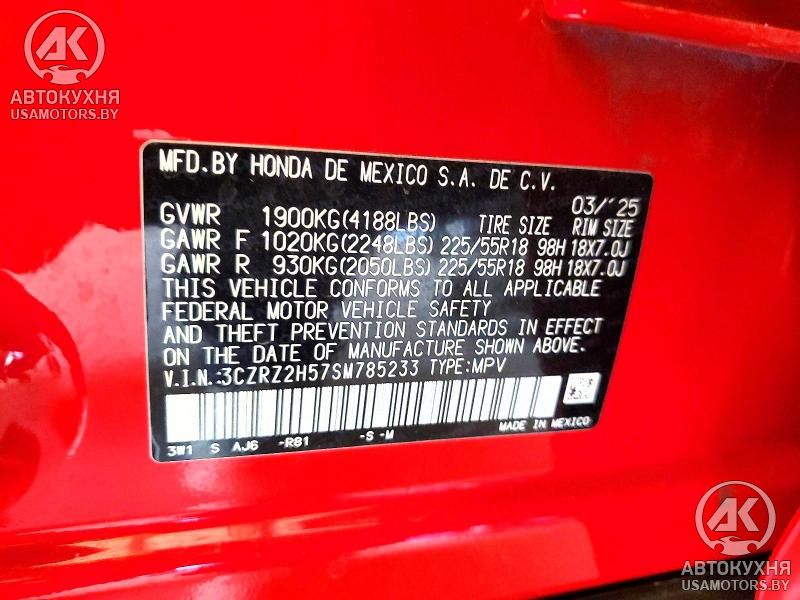 AK
АВТОКУХНЯ
USAMOTORS.BY
MFD.BY HONDA DE MEXICO S.A. DE C.V.
03/'25
GVWR 1900KG(4188LBS) TIRE SIZE RIM SIZE
GAWR F 1020KG(2248LBS) 225/55R18 98H 18X7.0J
GAWR R 930KG(2050LBS) 225/55R18 98H 18X7.0J
THIS VEHICLE CONFORMS TO ALL APPLICABLE
FEDERAL MOTOR VEHICLE SAFETY
AND THEFT PREVENTION STANDARDS IN EFFECT
ON THE DATE OF MANUFACTURE SHOWN ABOVE.
V.I.N.:3CZRZ2H57SM785233 TYPE:MPV
3W1 S AJ6 -R81 -S -M
MADE IN MEXICO
AK
АВТОКУХНЯ
USAMOTORS.BY